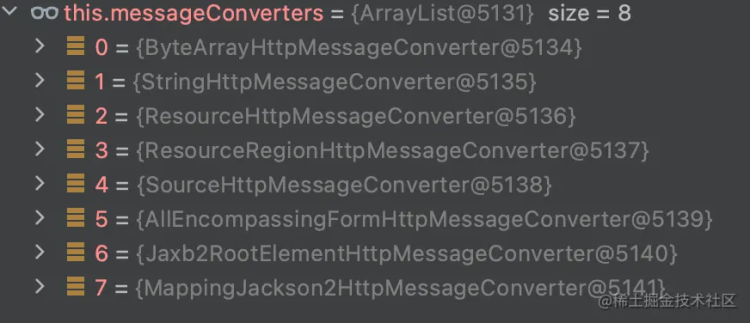 this.messageConverters = {ArrayList@5131} size = 8
0 = {ByteArrayHttpMessageConverter@5134}
1 = {StringHttpMessageConverter@5135}
2 = {ResourceHttpMessageConverter@5136}
3 = {ResourceRegionHttpMessageConverter@5137}
4 = {SourceHttpMessageConverter@5138}
5 = {AllEncompassingFormHttpMessageConverter@5139}
6 = {Jaxb2RootElementHttpMessageConverter@5140}
7 = {MappingJackson2HttpMessageConverter@5141}
@稀土掘金技术社区